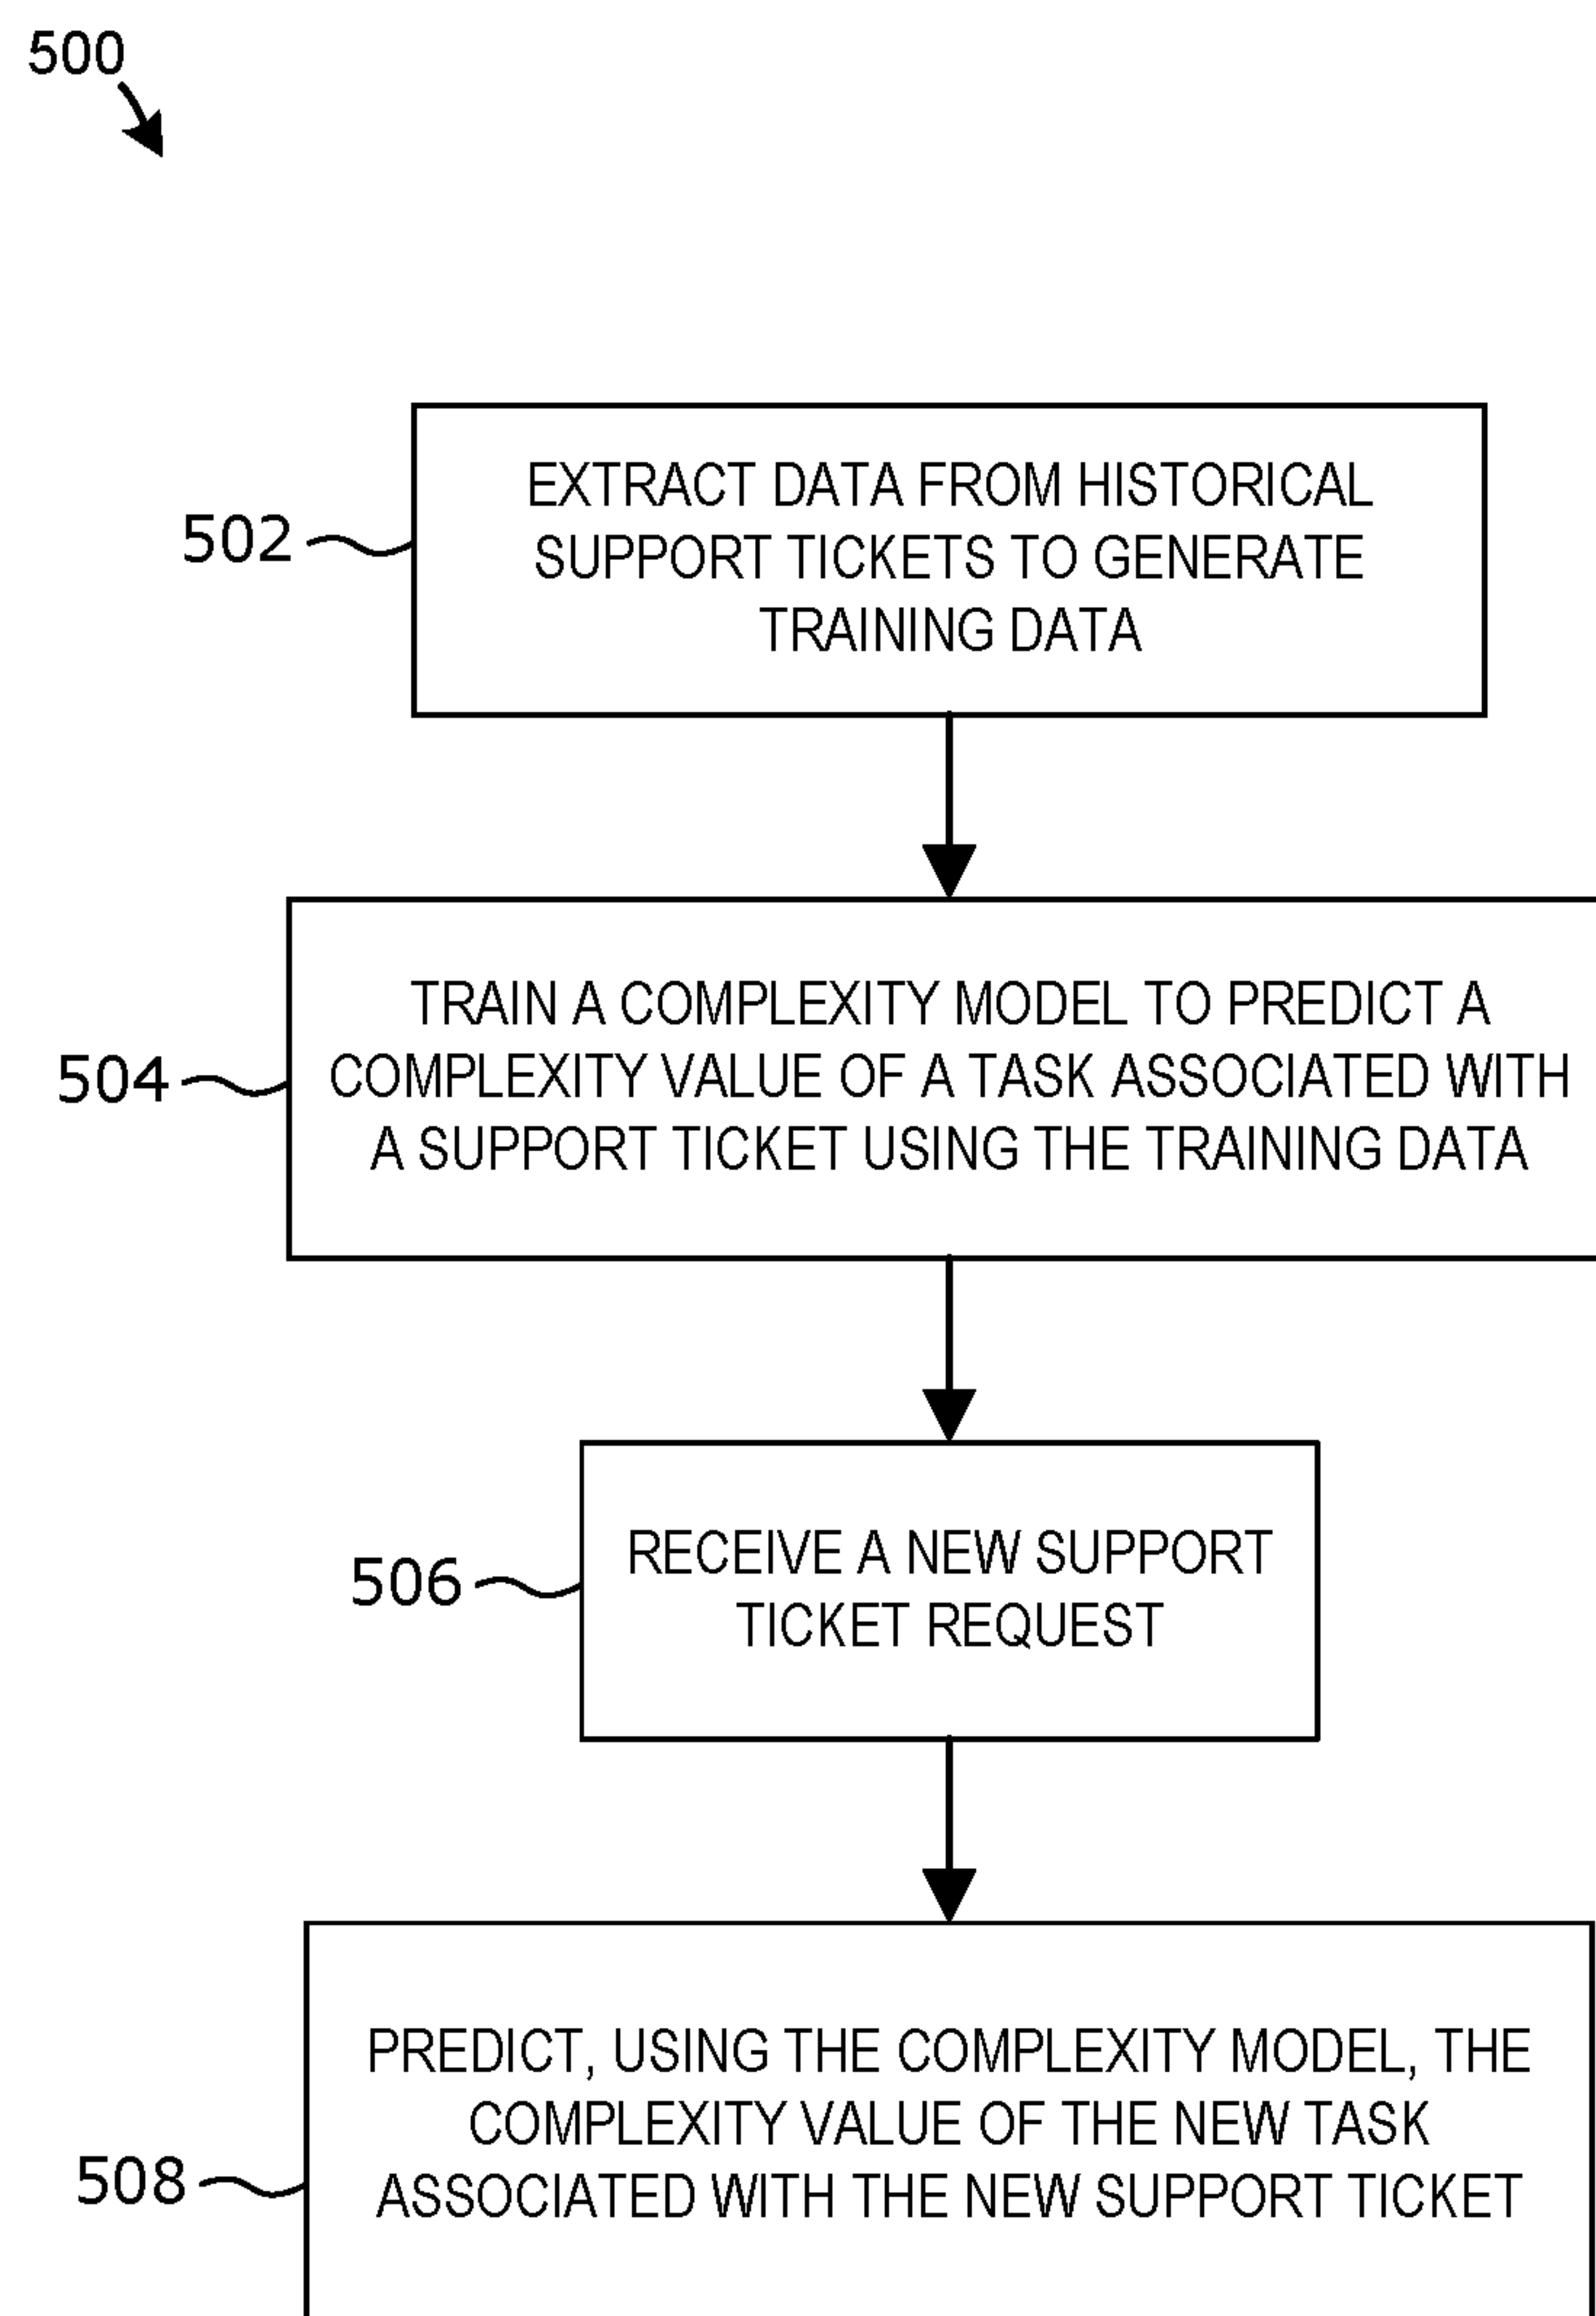 500
502
EXTRACT DATA FROM HISTORICAL
SUPPORT TICKETS TO GENERATE
TRAINING DATA
504
TRAIN A COMPLEXITY MODEL TO PREDICT A
COMPLEXITY VALUE OF A TASK ASSOCIATED WITH
A SUPPORT TICKET USING THE TRAINING DATA
506
RECEIVE A NEW SUPPORT
TICKET REQUEST
508
PREDICT, USING THE COMPLEXITY MODEL, THE
COMPLEXITY VALUE OF THE NEW TASK
ASSOCIATED WITH THE NEW SUPPORT TICKET